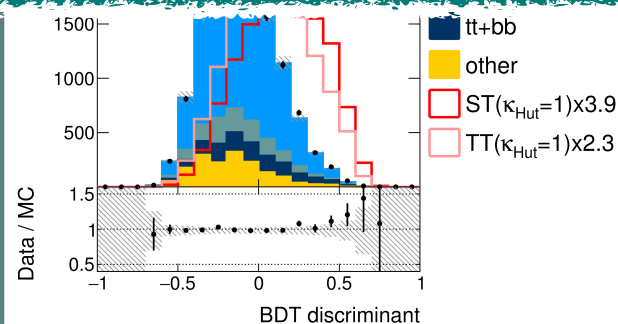 1500
1000
500
tt+bb
other
ST(κHut=1)x3.9
TT(κHut=1)x2.3
Data / MC
1.5
1
0.5
−1 −0.5 0 0.5 1
BDT discriminant